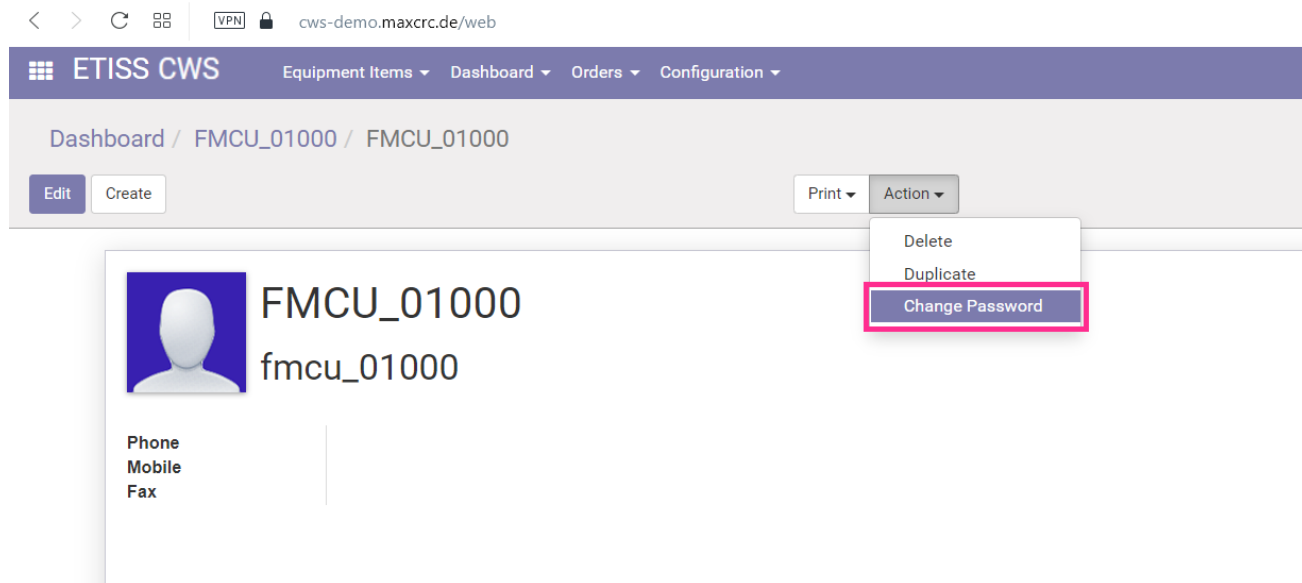 VPN cws-demo.maxcrc.de/web
ETISS CWS Equipment Items Dashboard Orders Configuration
Dashboard / FMCU_01000 / FMCU_01000
Edit Create Print Action
Delete
Duplicate
Change Password
FMCU_01000
fmcu_01000
Phone
Mobile
Fax